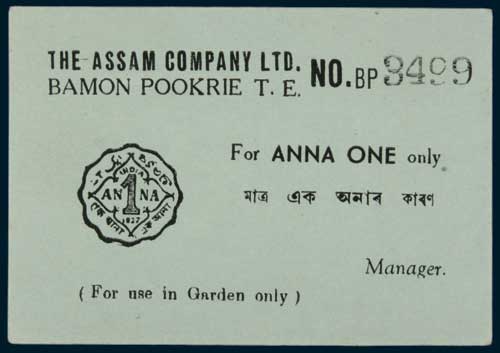 THE ASSAM COMPANY LTD.
BAMON POOKRIE T. E.
NO. BP 3499
For ANNA ONE only
মাত্ৰ এক অনাৰ কাৰণ
INDIA
AN 1 NA
Manager.
( For use in Garden only )